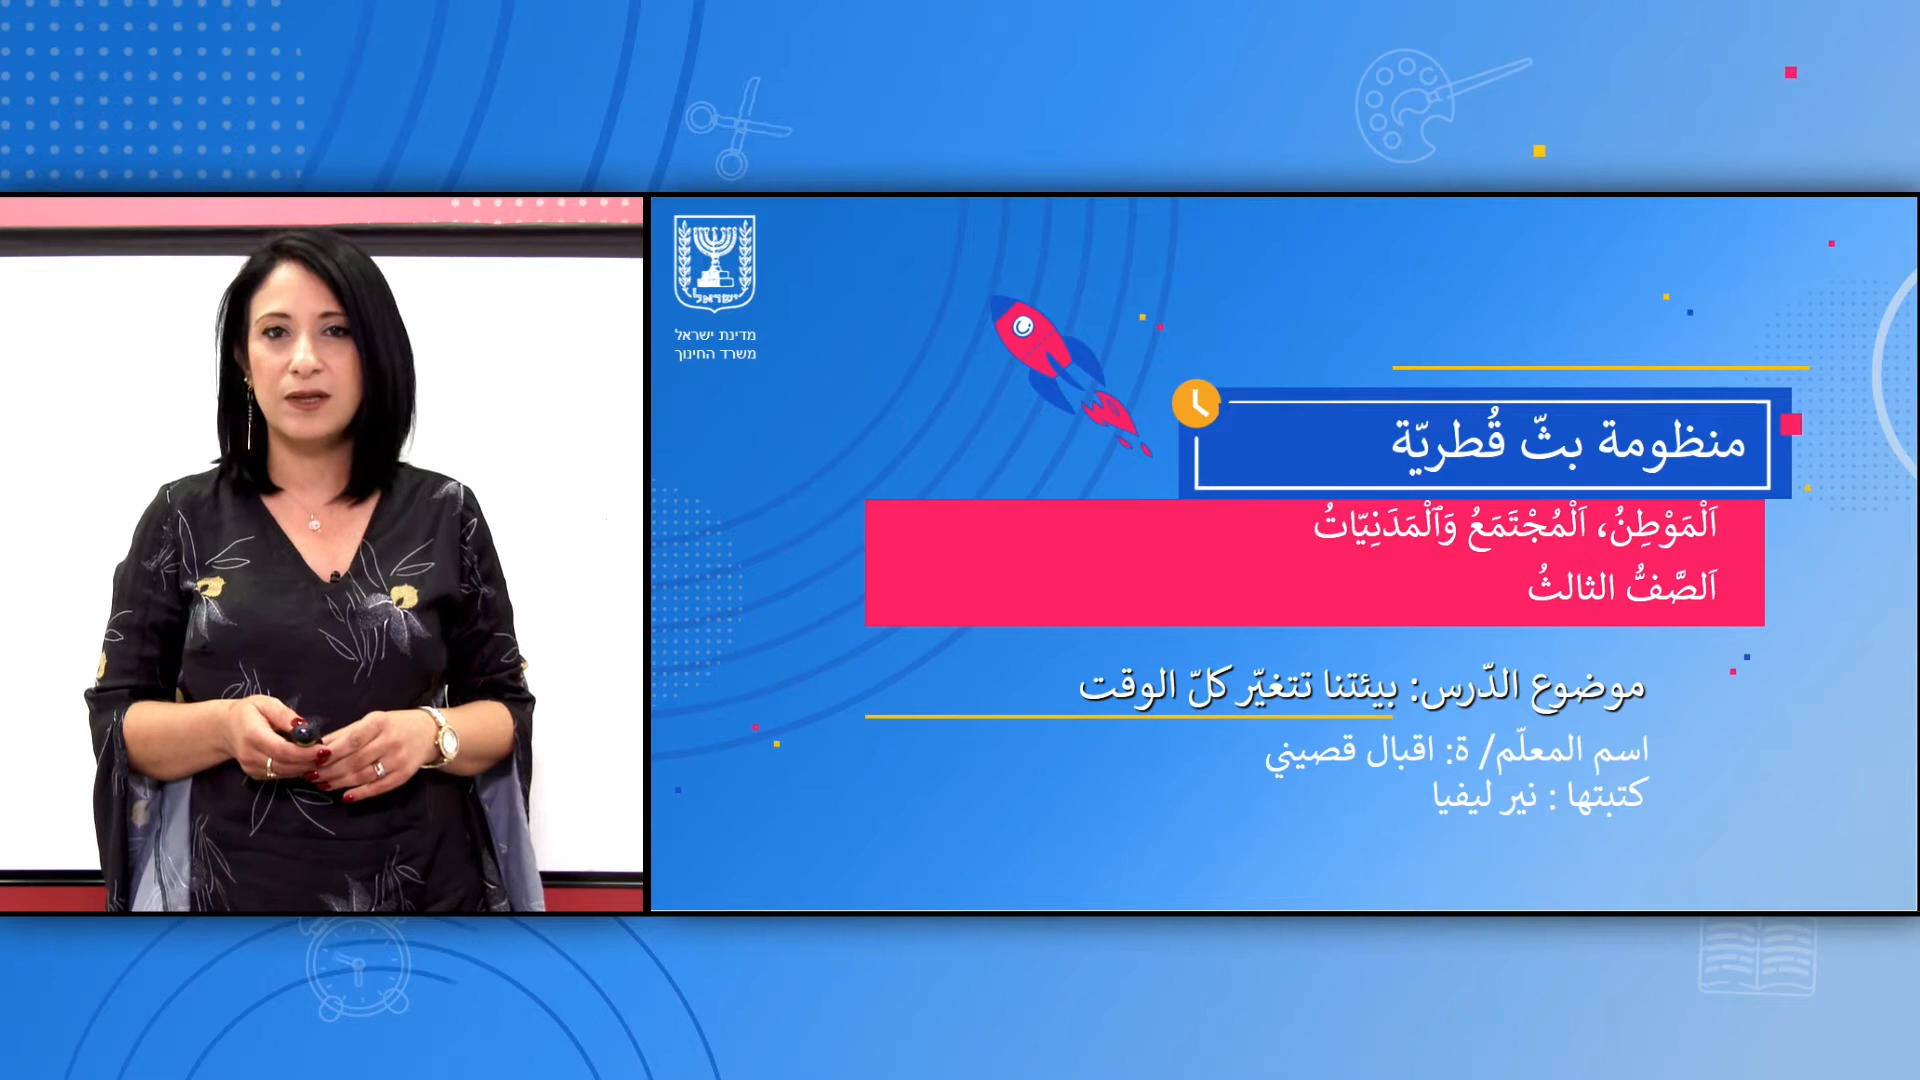 ישראל
מדינת ישראל
משרד החינוך
منظومة بثّ قُطريّة
اَلْمَوْطِنُ، اَلْمُجْتَمَعُ وَٱلْمَدَنِيّاتُ
اَلصَّفُّ الثالثُ
موضوع الدّرس: بيئتنا تتغيّر كلّ الوقت
اسم المعلّم/ ة: اقبال قصيني
كتبتها : نير ليفيا